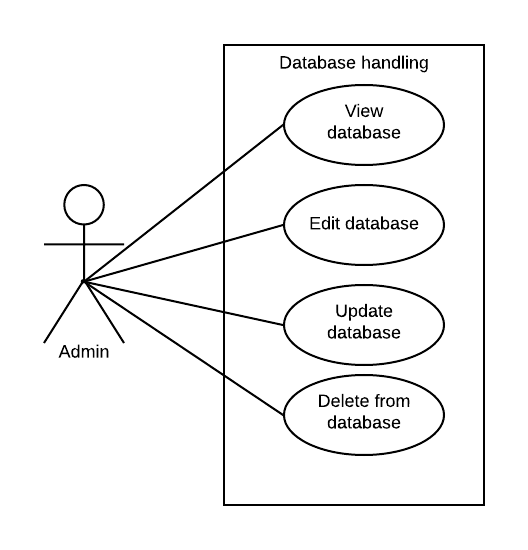 Database handling
View
database
Edit database
Update
database
Delete from
database
Admin